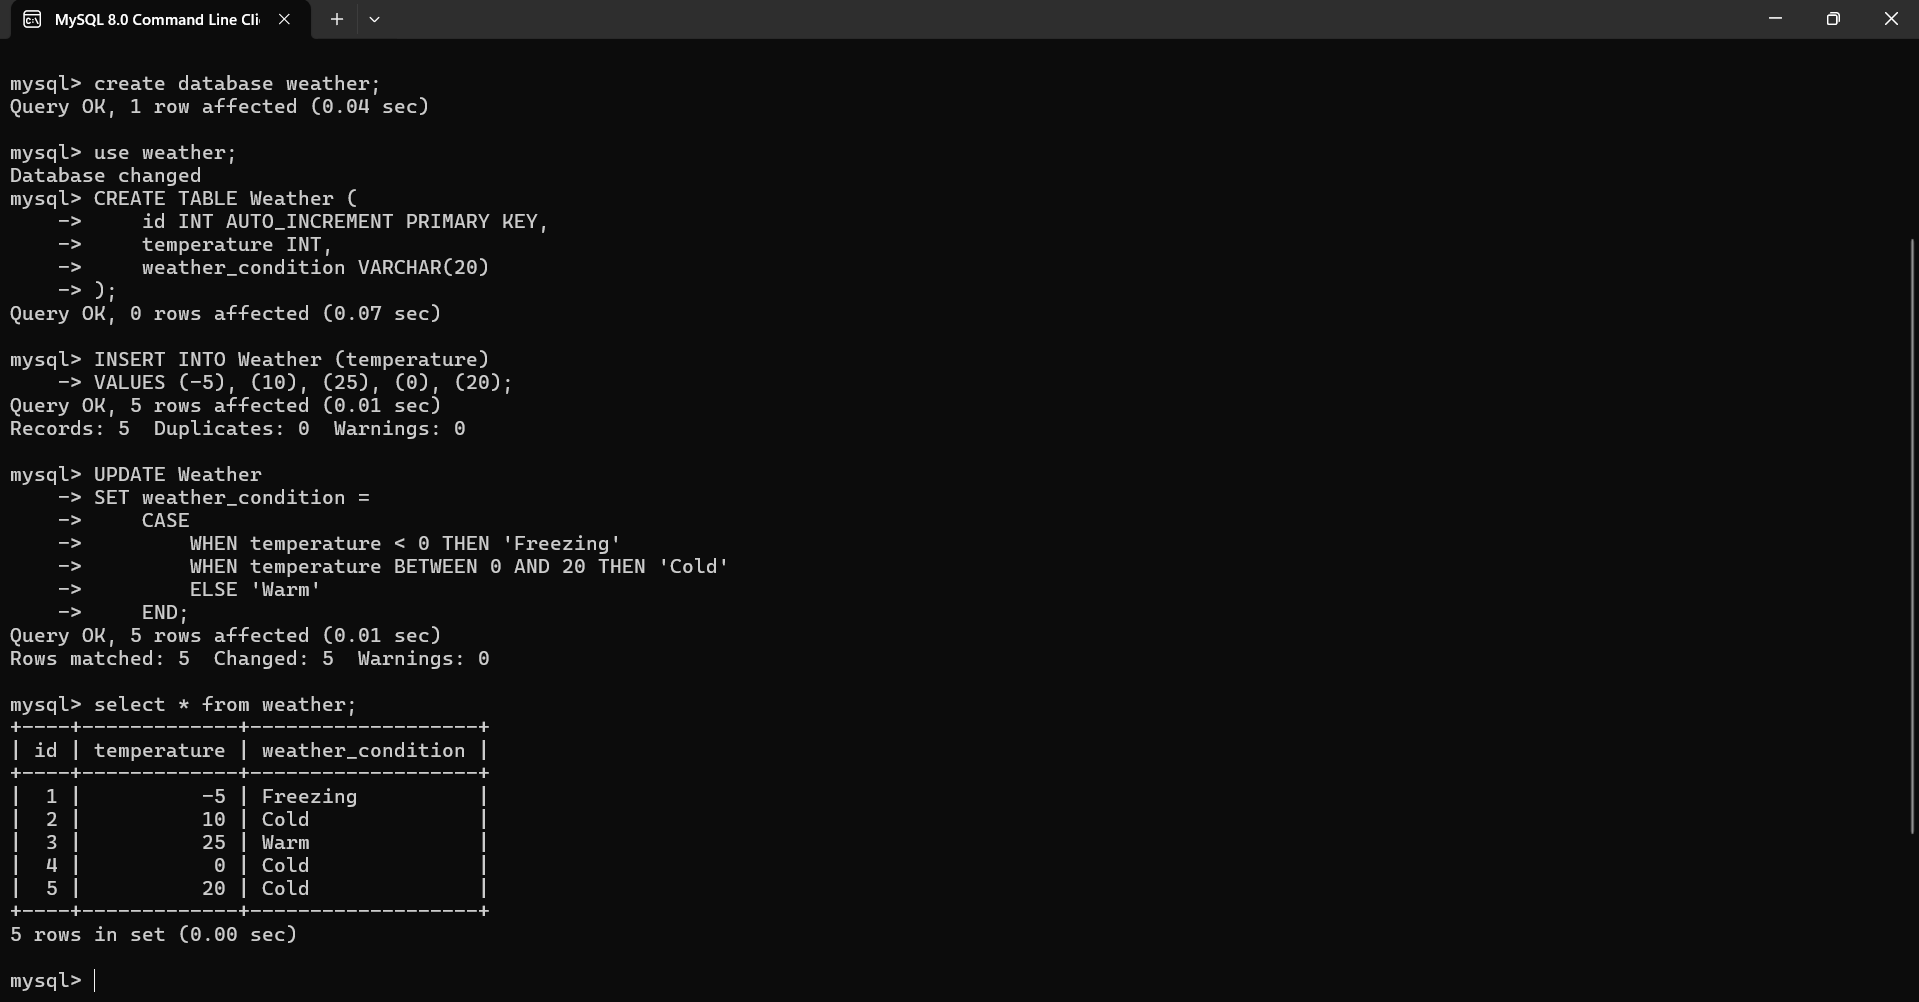 MySQL 8.0 Command Line Cli
mysql> create database weather;
Query OK, 1 row affected (0.04 sec)
mysql> use weather;
Database changed
mysql> CREATE TABLE Weather (
    ->     id INT AUTO_INCREMENT PRIMARY KEY,
    ->     temperature INT,
    ->     weather_condition VARCHAR(20)
    -> );
Query OK, 0 rows affected (0.07 sec)
mysql> INSERT INTO Weather (temperature)
    -> VALUES (-5), (10), (25), (0), (20);
Query OK, 5 rows affected (0.01 sec)
Records: 5  Duplicates: 0  Warnings: 0
mysql> UPDATE Weather
    -> SET weather_condition =
    ->     CASE
    ->         WHEN temperature < 0 THEN 'Freezing'
    ->         WHEN temperature BETWEEN 0 AND 20 THEN 'Cold'
    ->         ELSE 'Warm'
    ->     END;
Query OK, 5 rows affected (0.01 sec)
Rows matched: 5  Changed: 5  Warnings: 0
mysql> select * from weather;
+----+-------------+-------------------+
| id | temperature | weather_condition |
+----+-------------+-------------------+
|  1 |          -5 | Freezing          |
|  2 |          10 | Cold              |
|  3 |          25 | Warm              |
|  4 |           0 | Cold              |
|  5 |          20 | Cold              |
+----+-------------+-------------------+
5 rows in set (0.00 sec)
mysql>